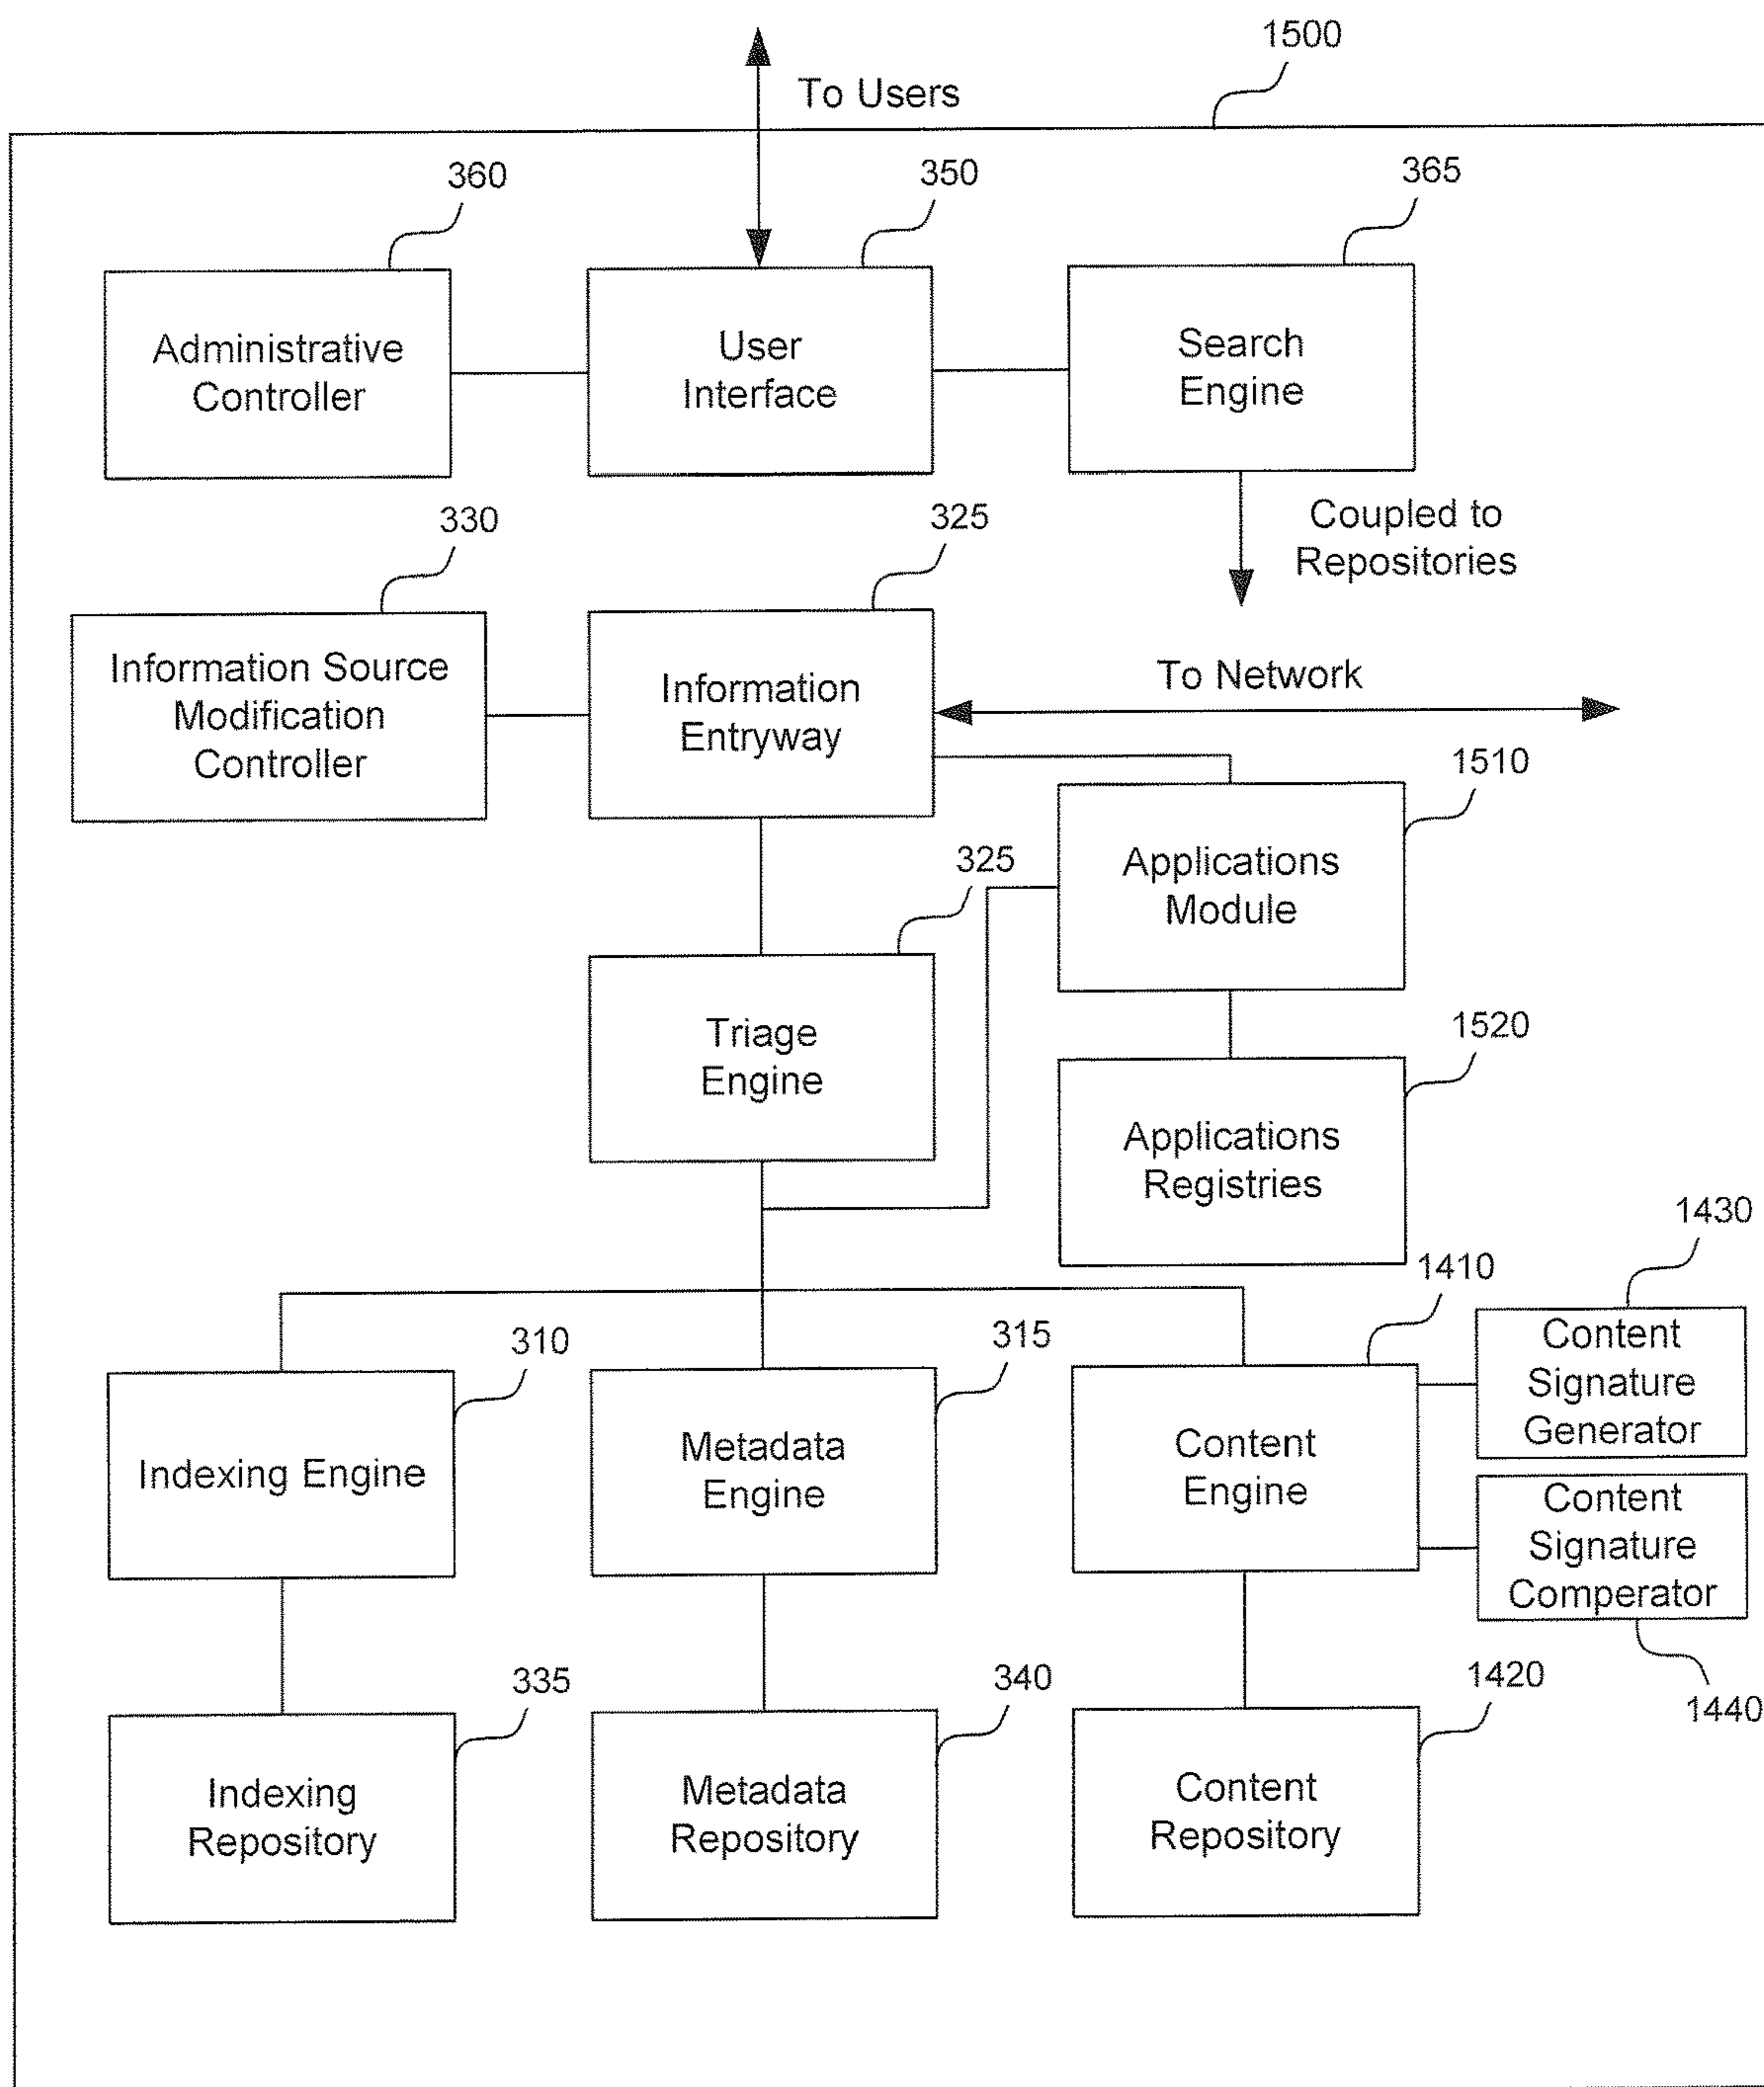 1500
To Users
360
350
365
Administrative
Controller
User
Interface
Search
Engine
Coupled to
Repositories
330
325
Information Source
Modification
Controller
Information
Entryway
To Network
1510
325
Applications
Module
Triage
Engine
1520
Applications
Registries
1430
1410
310
315
Content
Signature
Generator
Indexing Engine
Metadata
Engine
Content
Engine
Content
Signature
Comperator
335
340
1420
1440
Indexing
Repository
Metadata
Repository
Content
Repository